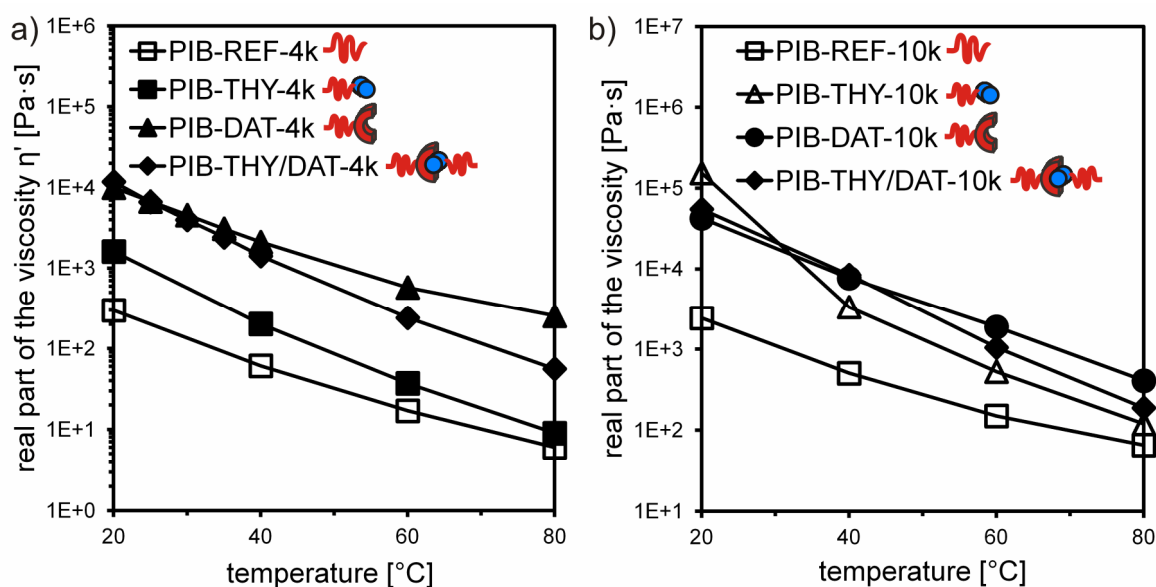 a)
PIB-REF-4k
PIB-THY-4k
PIB-DAT-4k
PIB-THY/DAT-4k
real part of the viscosity η' [Pa·s]
1E+6
1E+5
1E+4
1E+3
1E+2
1E+1
1E+0
20 40 60 80
temperature [°C]
b)
PIB-REF-10k
PIB-THY-10k
PIB-DAT-10k
PIB-THY/DAT-10k
real part of the viscosity η' [Pa·s]
1E+7
1E+6
1E+5
1E+4
1E+3
1E+2
1E+1
20 40 60 80
temperature [°C]